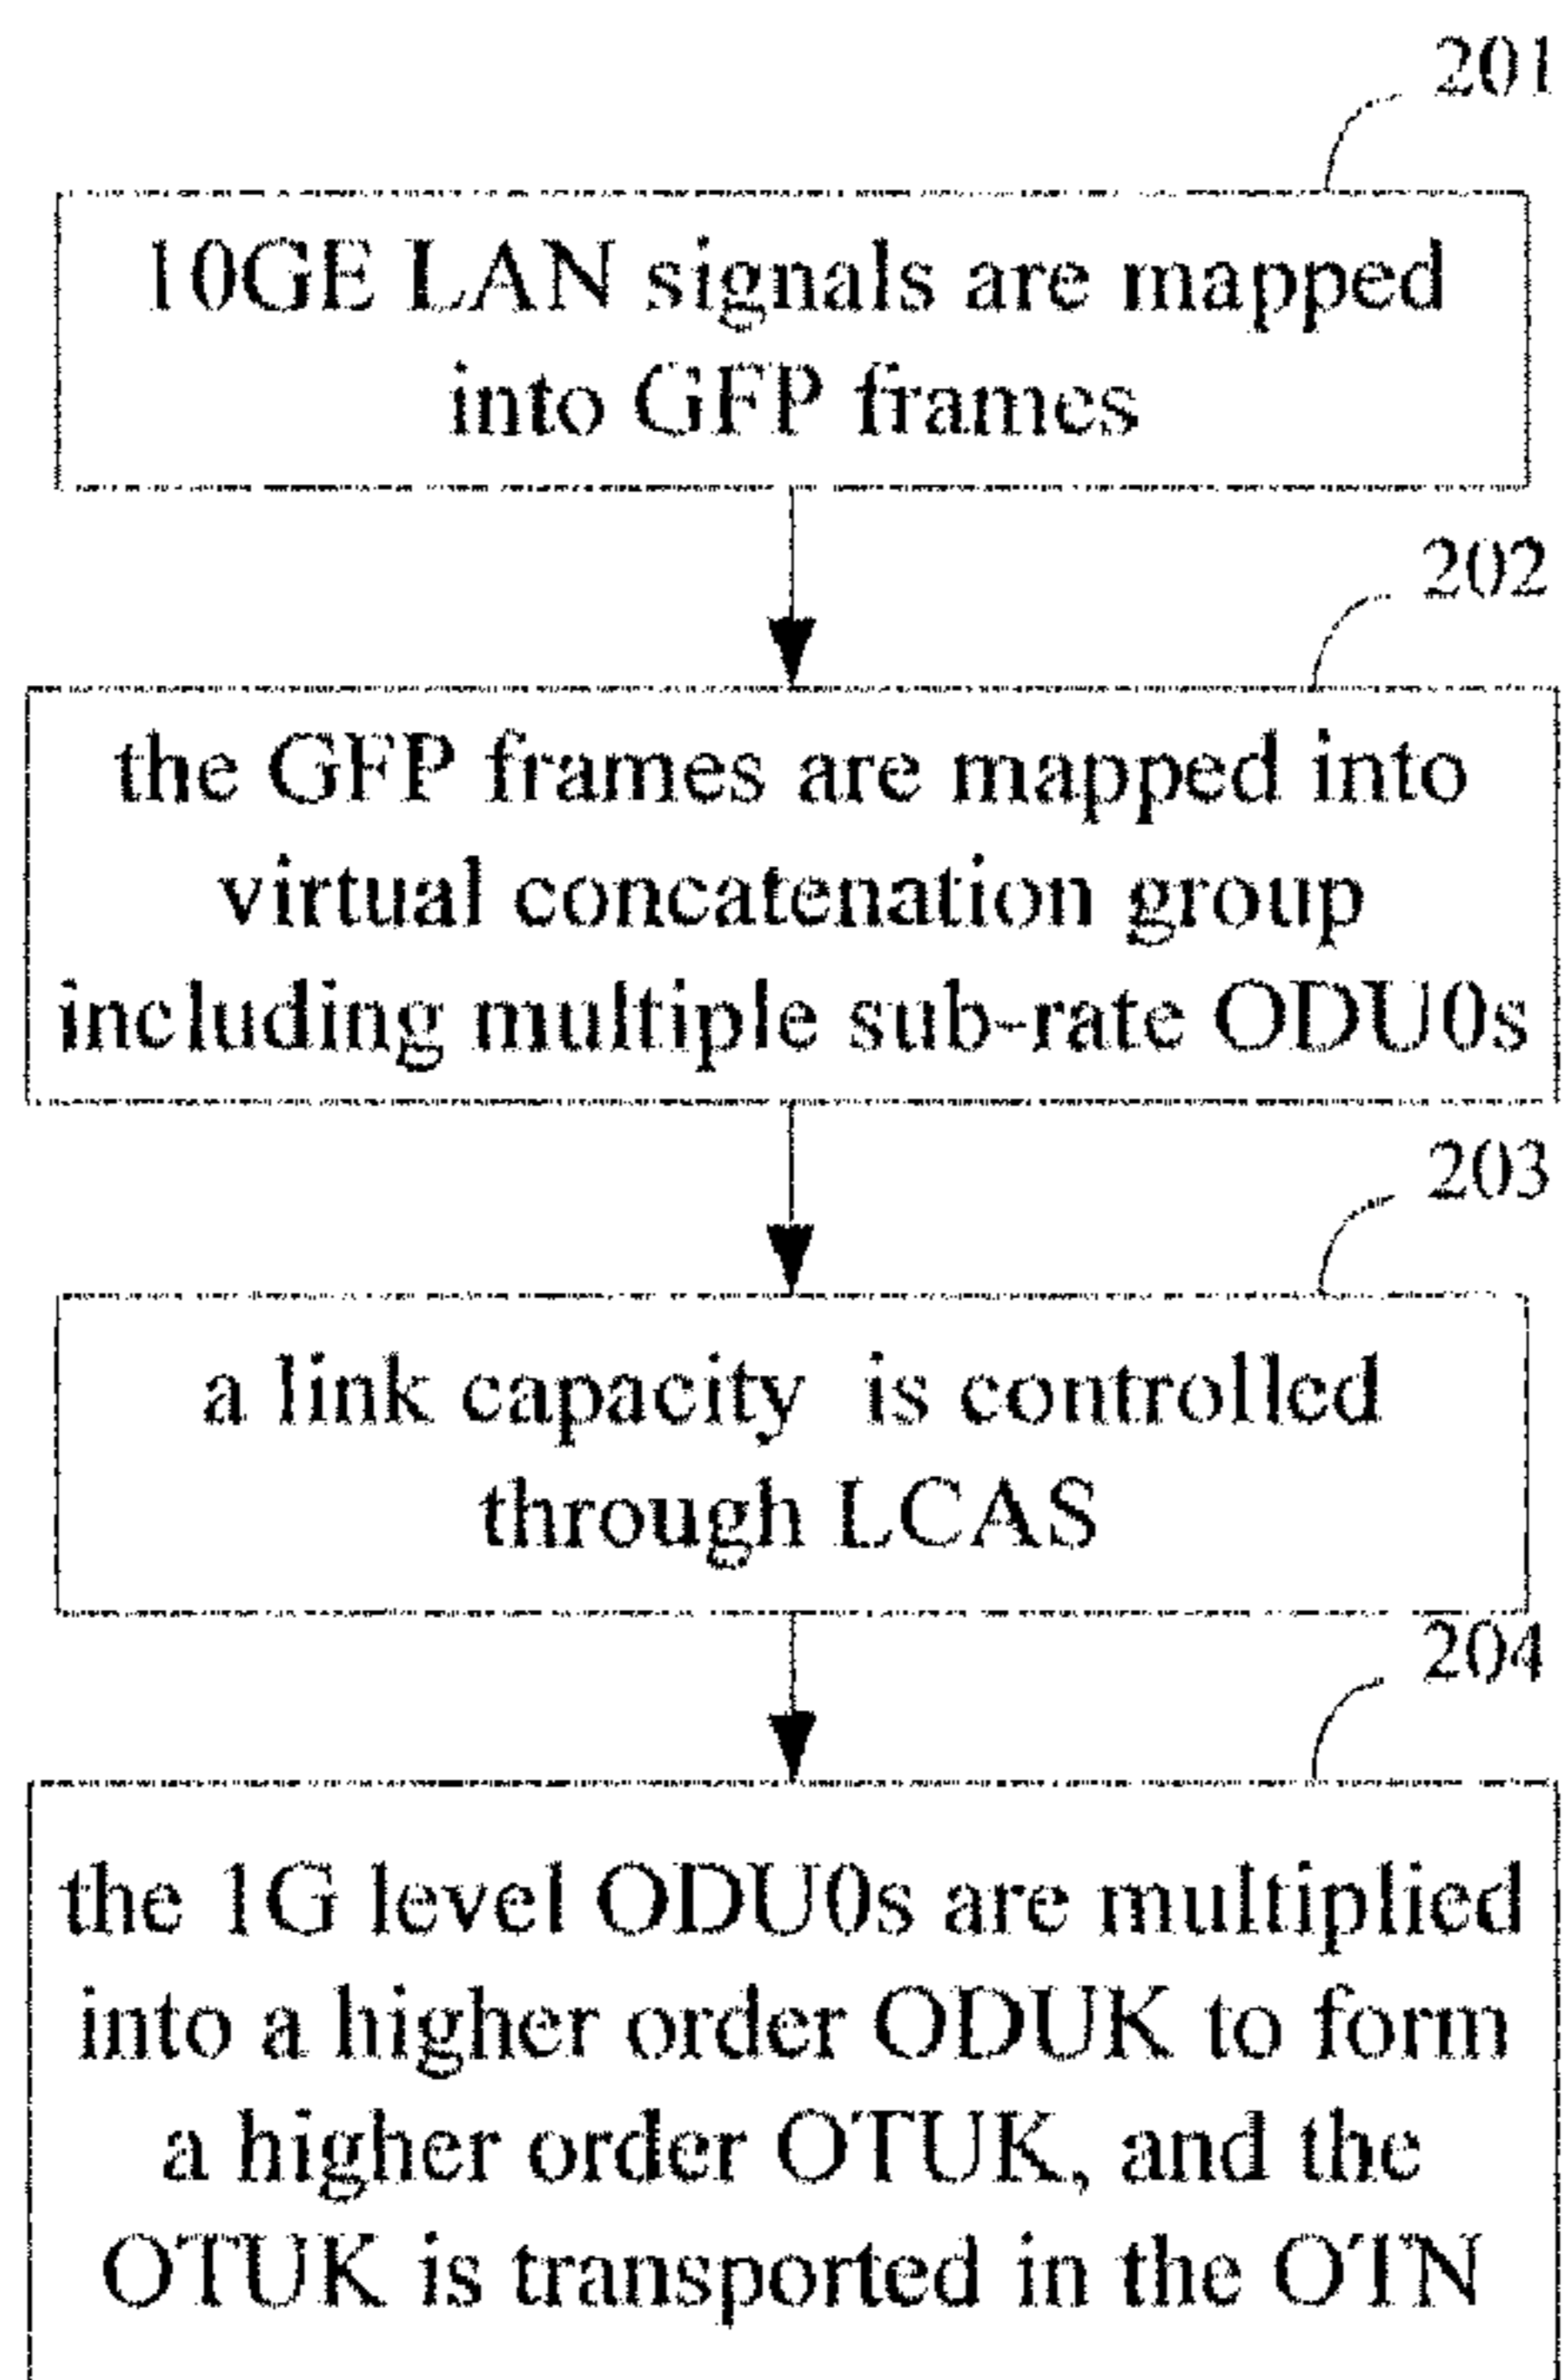 201
10GE LAN signals are mapped
into GFP frames
202
the GFP frames are mapped into
virtual concatenation group
including multiple sub-rate ODU0s
203
a link capacity is controlled
through LCAS
204
the 1G level ODU0s are multiplied
into a higher order ODUK to form
a higher order OTUK, and the
OTUK is transported in the OTN